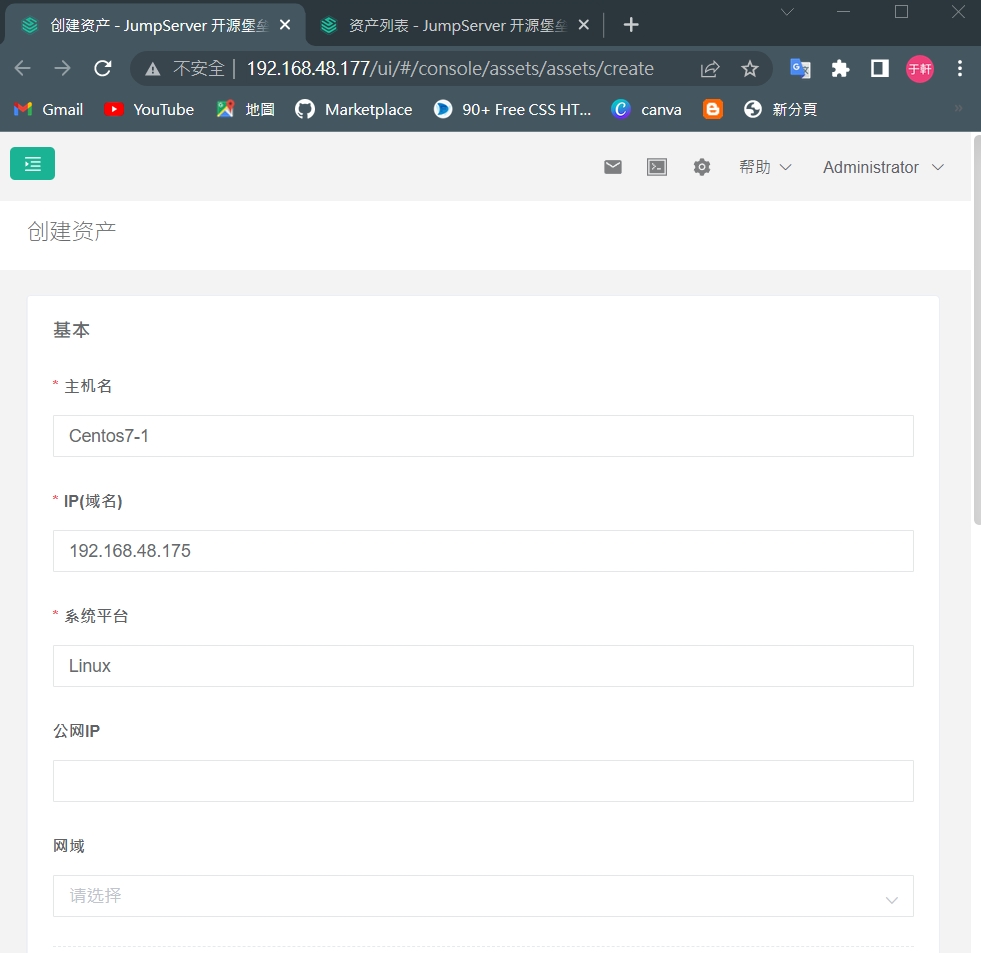 创建资产 - JumpServer 开源堡垒
资产列表 - JumpServer 开源堡垒
不安全 | 192.168.48.177/ui/#/console/assets/assets/create
于軒
Gmail
YouTube
地圖
Marketplace
90+ Free CSS HT...
canva
新分頁
帮助
Administrator
创建资产
基本
* 主机名
Centos7-1
* IP(域名)
192.168.48.175
* 系统平台
Linux
公网IP
网域
请选择